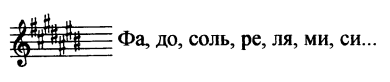 Фа, до, соль, ре, ля, ми, си...